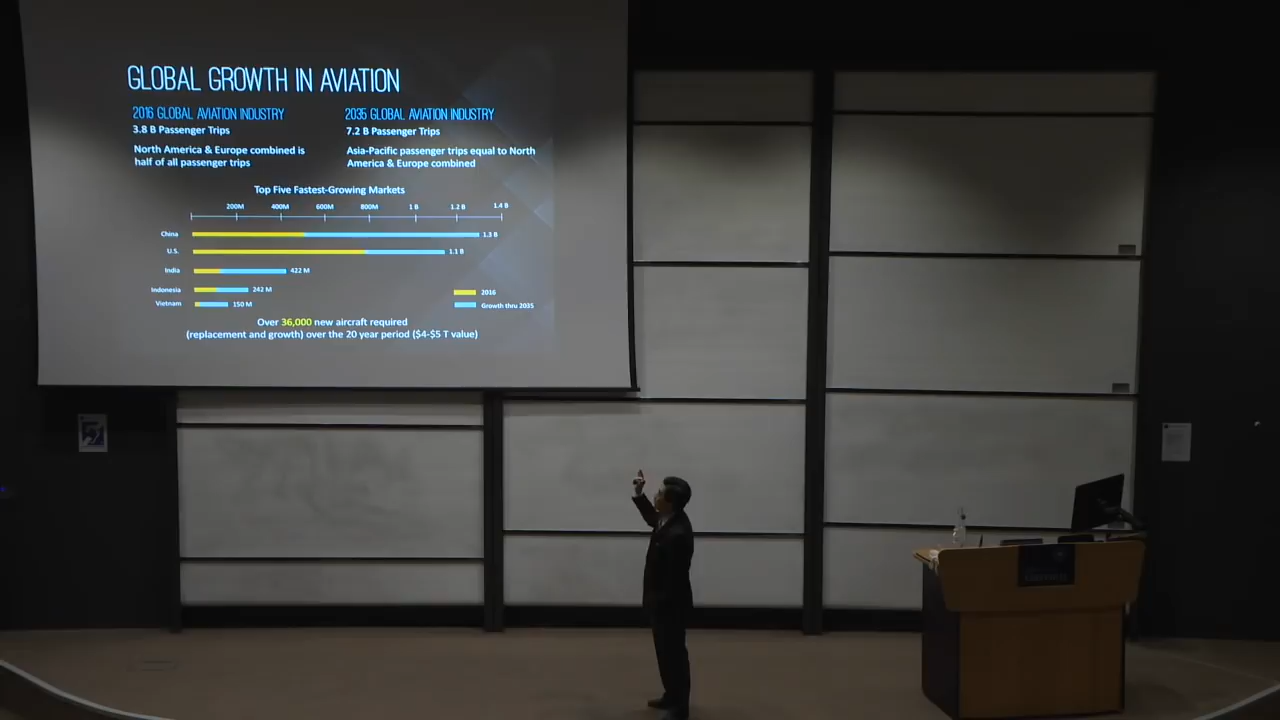 GLOBAL GROWTH IN AVIATION
2016 GLOBAL AVIATION INDUSTRY
3.8 B Passenger Trips
North America & Europe combined is
half of all passenger trips
2035 GLOBAL AVIATION INDUSTRY
7.2 B Passenger Trips
Asia-Pacific passenger trips equal to North
America & Europe combined
Top Five Fastest-Growing Markets
200M 400M 600M 800M 1 B 1.2 B 1.4 B
China 1.3 B
U.S. 1.1 B
India 422 M
Indonesia 242 M
Vietnam 150 M
2016
Growth thru 2035
Over 36,000 new aircraft required
(replacement and growth) over the 20 year period ($4-$5 T value)